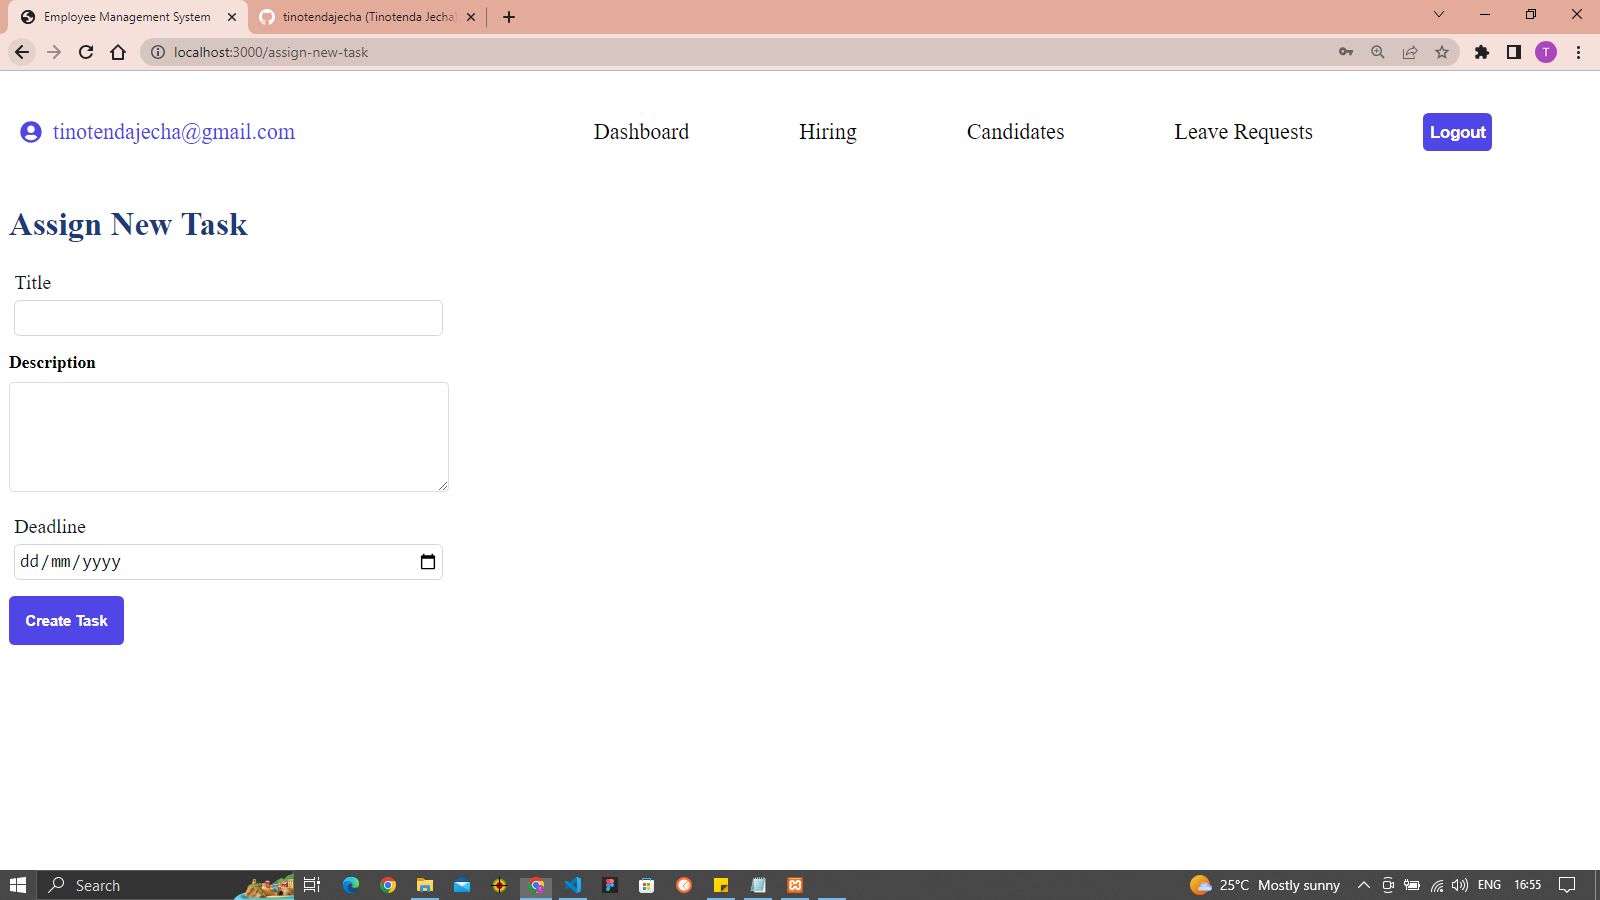 Employee Management System
tinotendajecha (Tinotenda Jecha)
localhost:3000/assign-new-task
T
tinotendajecha@gmail.com Dashboard Hiring Candidates Leave Requests Logout
Assign New Task
Title
Description
Deadline
dd/mm/yyyy
Create Task
Search 25°C Mostly sunny ENG 16:55